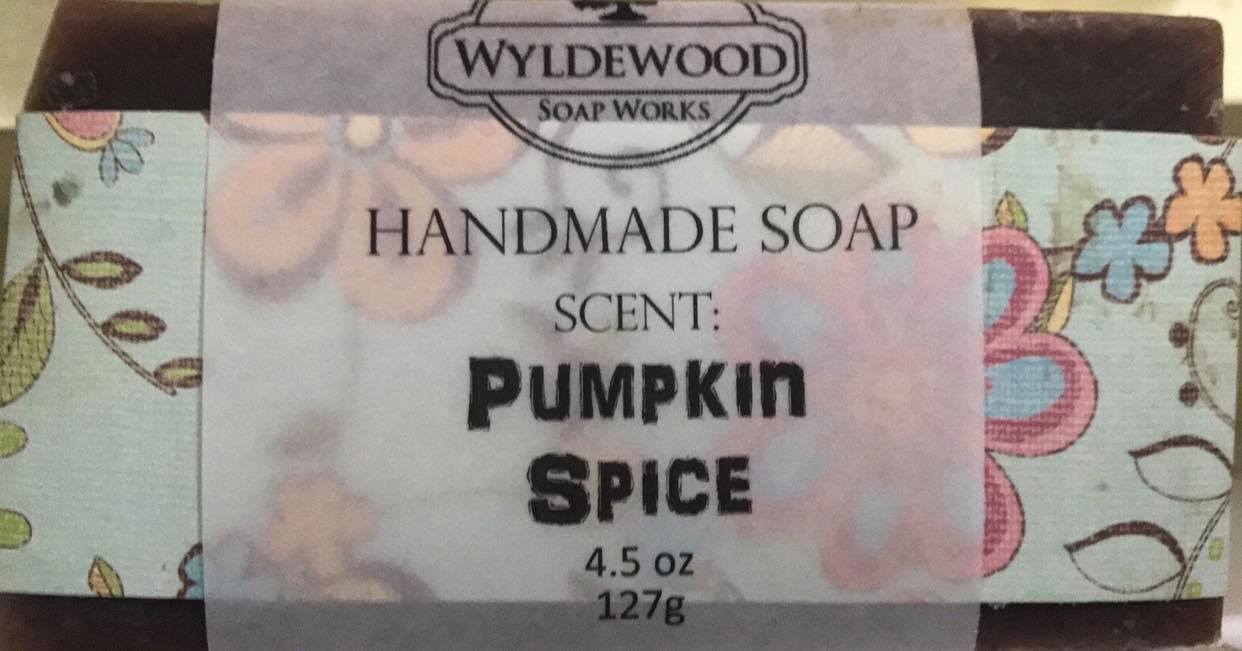 WYLDEWOOD
SOAP WORKS
HANDMADE SOAP
SCENT:
PUMPKIN
SPICE
4.5 oz
127g